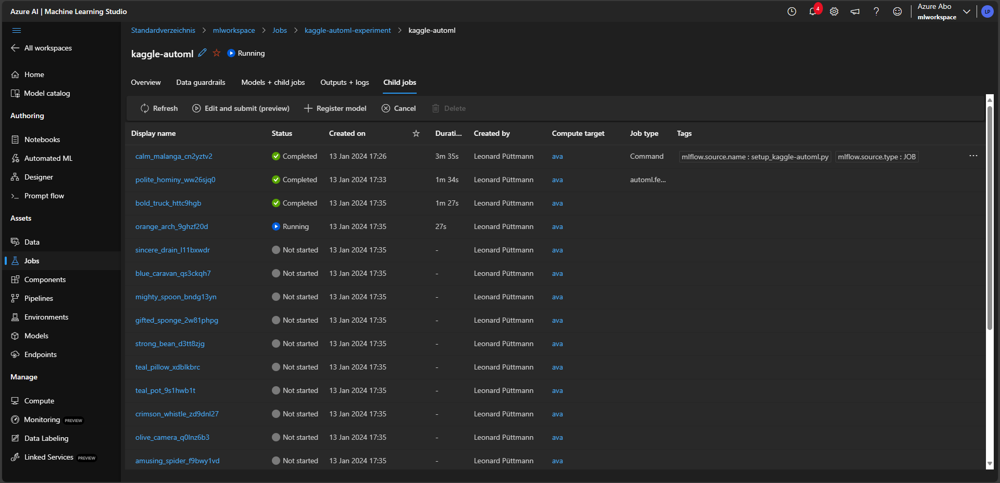 Azure AI | Machine Learning Studio
4
Azure Abo
mlworkspace
LP
All workspaces
Home
Model catalog
Authoring
Notebooks
Automated ML
Designer
Prompt flow
Assets
Data
Jobs
Components
Pipelines
Environments
Models
Endpoints
Manage
Compute
Monitoring PREVIEW
Data Labeling
Linked Services PREVIEW
Standardverzeichnis > mlworkspace > Jobs > kaggle-automl-experiment > kaggle-automl
kaggle-automl Running
Overview Data guardrails Models + child jobs Outputs + logs Child jobs
Refresh Edit and submit (preview) Register model Cancel Delete
Display name Status Created on Durati... Created by Compute target Job type Tags
calm_malanga_cn2yztv2 Completed 13 Jan 2024 17:26 3m 35s Leonard Püttmann ava Command mlflow.source.name : setup_kaggle-automl.py mlflow.source.type : JOB ...
polite_hominy_ww26sjq0 Completed 13 Jan 2024 17:33 1m 34s Leonard Püttmann ava automl.fe...
bold_truck_httc9hgb Completed 13 Jan 2024 17:35 1m 27s Leonard Püttmann ava
orange_arch_9ghzf20d Running 13 Jan 2024 17:35 27s Leonard Püttmann ava
sincere_drain_l11bxwdr Not started 13 Jan 2024 17:35 - Leonard Püttmann ava
blue_caravan_qs3ckqh7 Not started 13 Jan 2024 17:35 - Leonard Püttmann ava
mighty_spoon_bndg13yn Not started 13 Jan 2024 17:35 - Leonard Püttmann ava
gifted_sponge_2w81phpg Not started 13 Jan 2024 17:35 - Leonard Püttmann ava
strong_bean_d3tt8zjg Not started 13 Jan 2024 17:35 - Leonard Püttmann ava
teal_pillow_xdblkbrc Not started 13 Jan 2024 17:35 - Leonard Püttmann ava
teal_pot_9s1hwb1t Not started 13 Jan 2024 17:35 - Leonard Püttmann ava
crimson_whistle_zd9dnl27 Not started 13 Jan 2024 17:35 - Leonard Püttmann ava
olive_camera_q0lnz6b3 Not started 13 Jan 2024 17:35 - Leonard Püttmann ava
amusing_spider_f9bwy1vd Not started 13 Jan 2024 17:35 - Leonard Püttmann ava